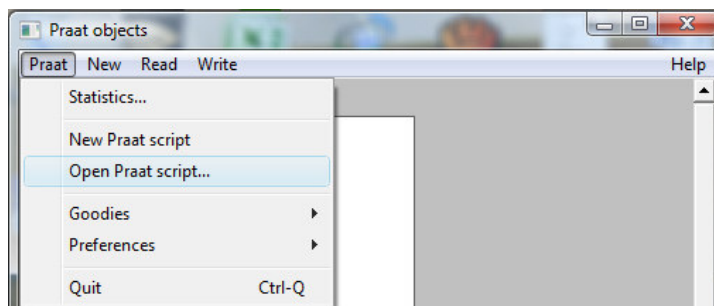 Praat objects
Praat New Read Write Help
Statistics...
New Praat script
Open Praat script...
Goodies
Preferences
Quit Ctrl-Q